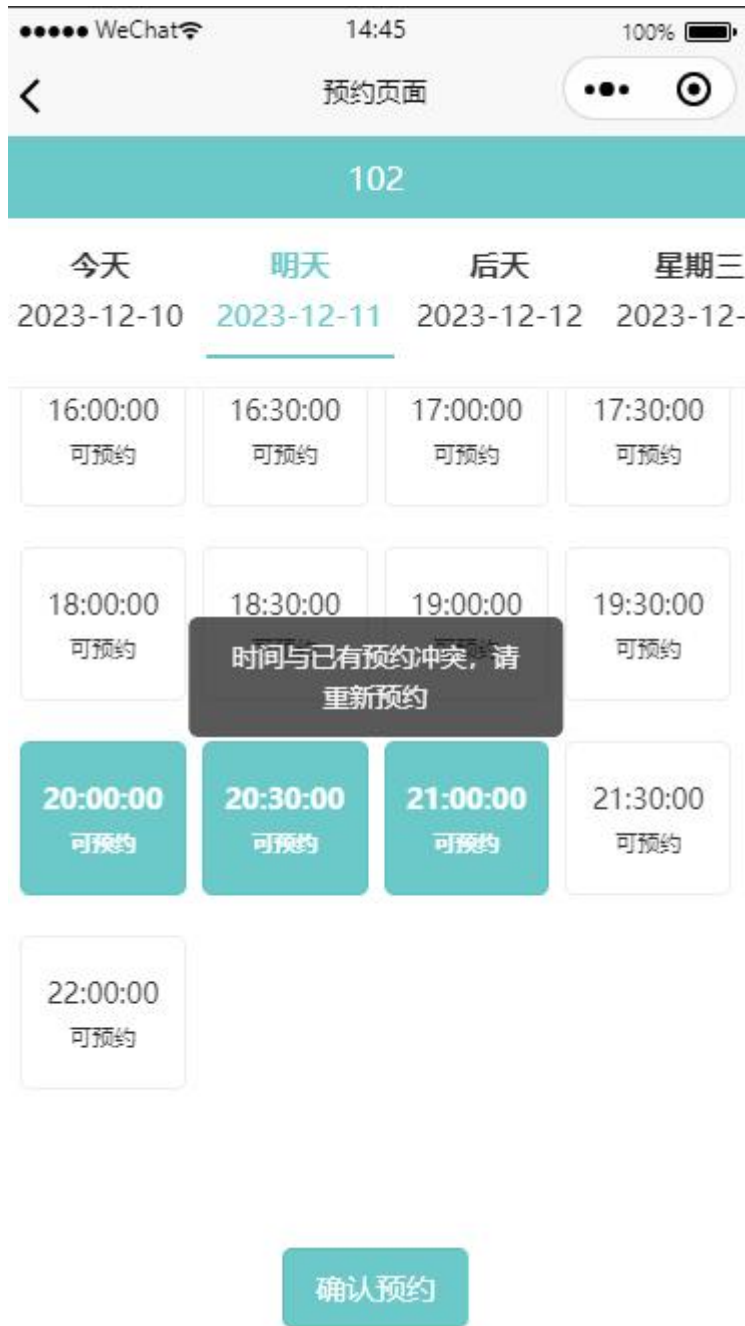 WeChat 14:45 100%
预约页面
102
今天 明天 后天 星期三
2023-12-10 2023-12-11 2023-12-12 2023-12-
16:00:00 16:30:00 17:00:00 17:30:00
可预约 可预约 可预约 可预约
18:00:00 18:30:00 19:00:00 19:30:00
可预约 可预约
时间与已有预约冲突，请
重新预约
20:00:00 20:30:00 21:00:00 21:30:00
可预约 可预约 可预约 可预约
22:00:00
可预约
确认预约